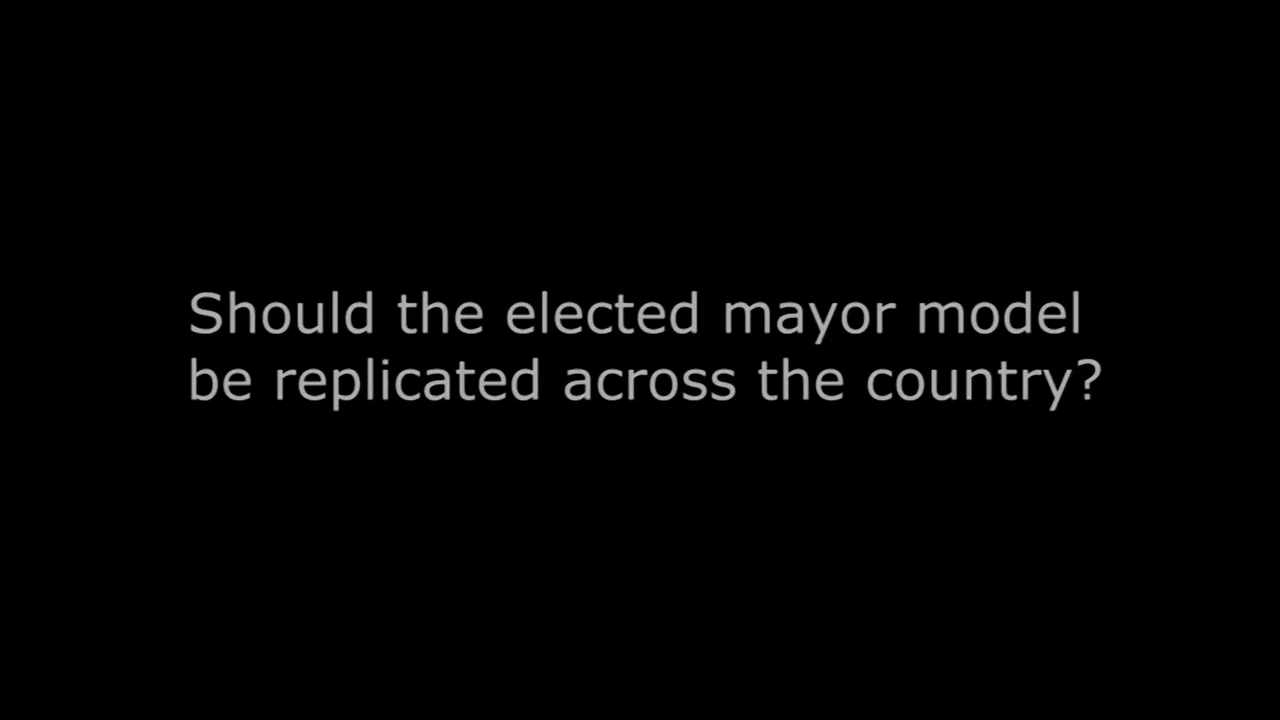 Should the elected mayor model
be replicated across the country?